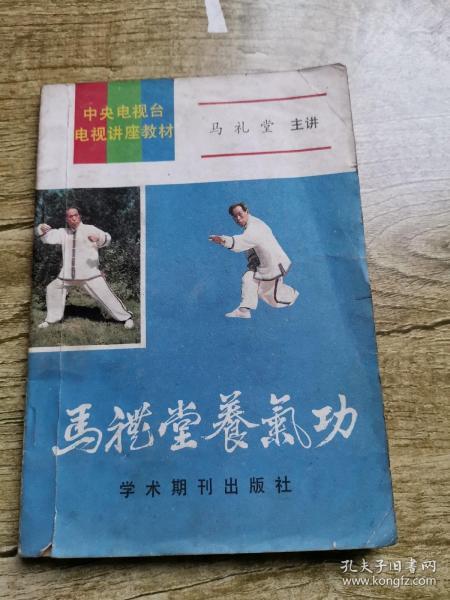 中央电视台
电视讲座教材
马礼堂 主讲
馬禮堂養氣功
学术期刊出版社
孔夫子旧书网
www.kongfz.com